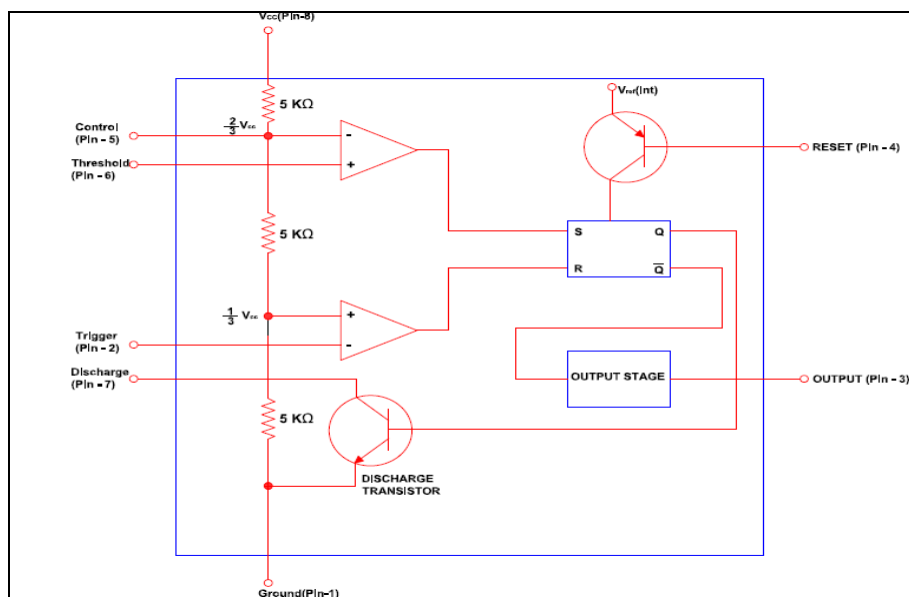 Vcc(Pin-8)
5 KΩ
Vref(Int)
Control
(Pin - 5)
2/3 Vcc
-
Threshold
(Pin - 6)
+
RESET (Pin - 4)
5 KΩ
S Q
R Q̅
1/3 Vcc
+
Trigger
(Pin - 2)
-
Discharge
(Pin - 7)
OUTPUT STAGE
OUTPUT (Pin - 3)
5 KΩ
DISCHARGE
TRANSISTOR
Ground(Pin-1)